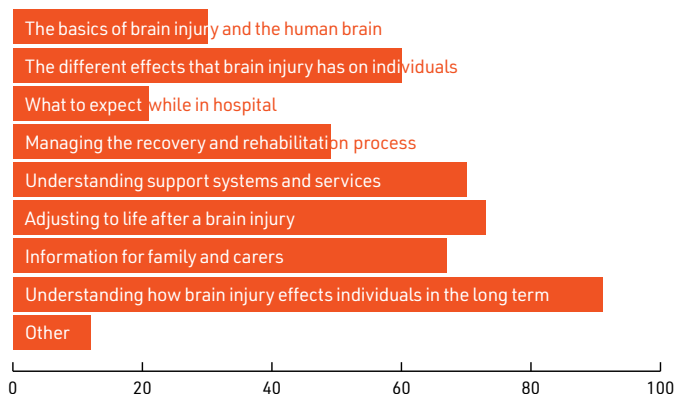 The basics of brain injury and the human brain
The different effects that brain injury has on individuals
What to expect while in hospital
Managing the recovery and rehabilitation process
Understanding support systems and services
Adjusting to life after a brain injury
Information for family and carers
Understanding how brain injury effects individuals in the long term
Other
0 20 40 60 80 100